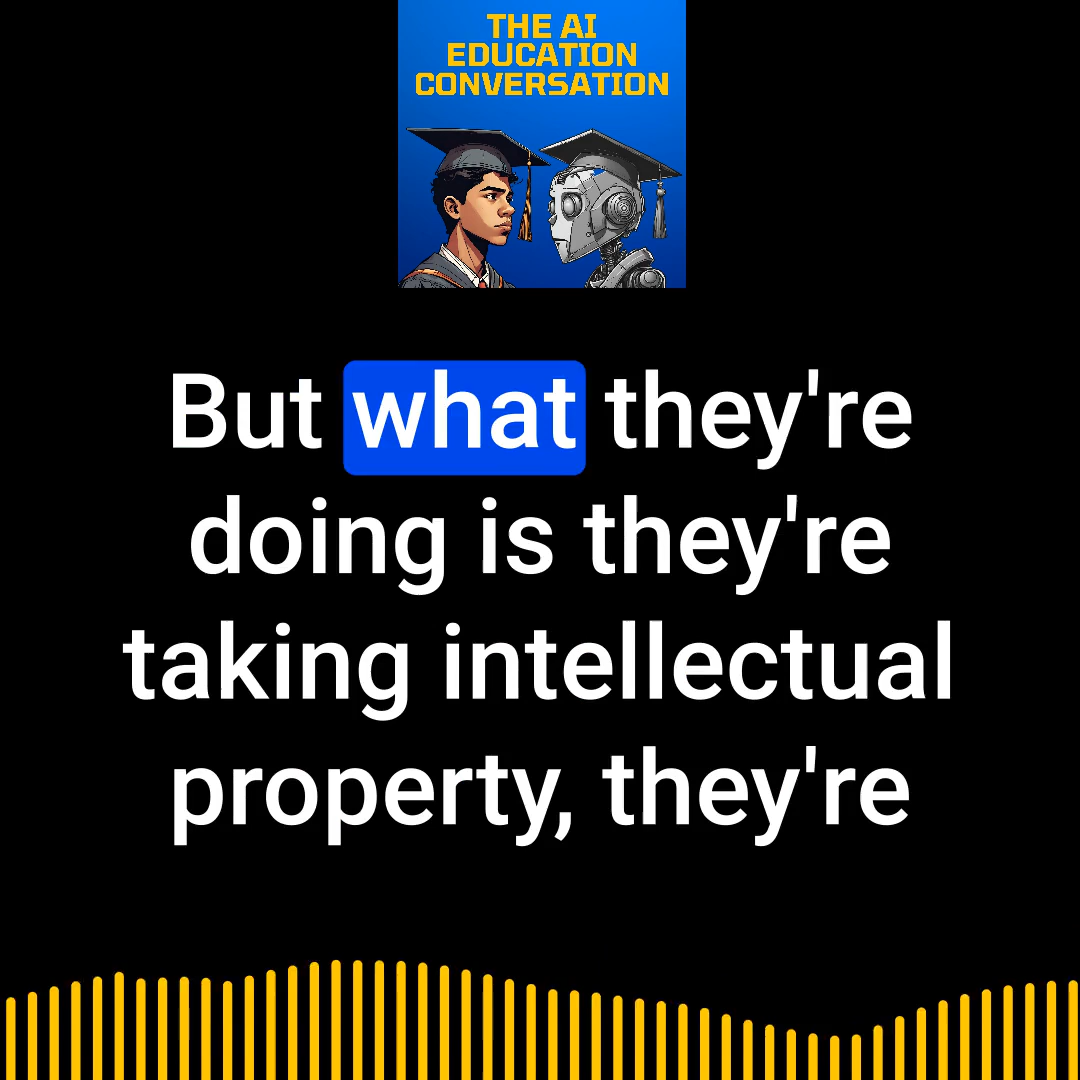 THE AI
EDUCATION
CONVERSATION
But what they're
doing is they're
taking intellectual
property, they're